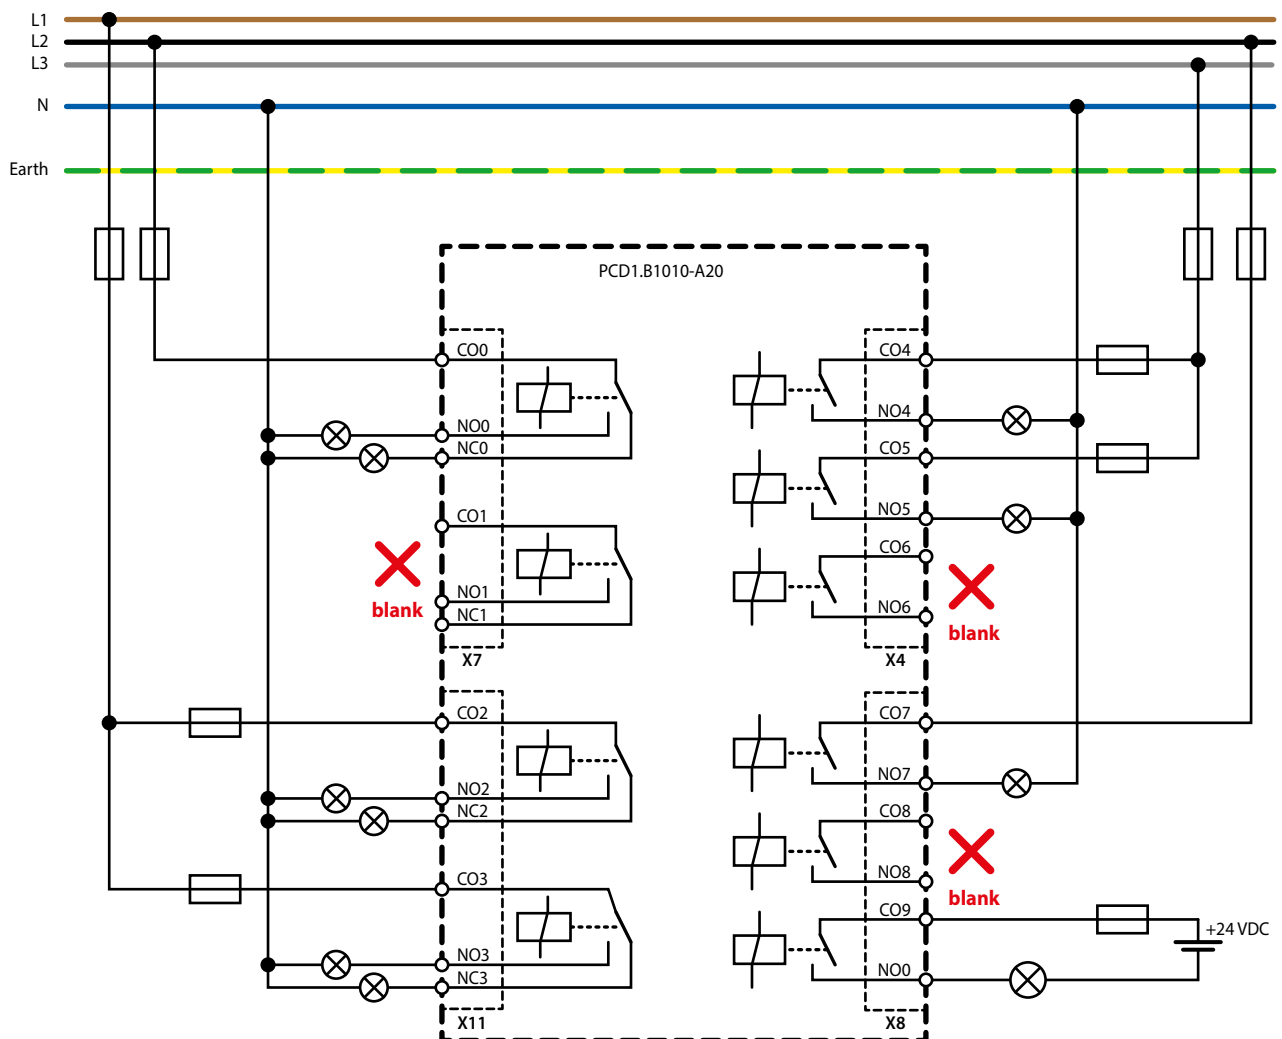 L1
L2
L3
N
Earth
PCD1.B1010-A20
CO0
NO0
NC0
CO1
NO1
NC1
blank
X7
CO2
NO2
NC2
CO3
NO3
NC3
X11
CO4
NO4
CO5
NO5
CO6
NO6
blank
X4
CO7
NO7
CO8
NO8
blank
CO9
+24 VDC
NO0
X8